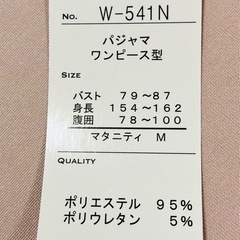 No. W-541N
パジャマ
ワンピース型
SIZE
バスト 79~87
身長 154~162
腹囲 78~100
マタニティ M
QUALITY
ポリエステル 95%
ポリウレタン 5%